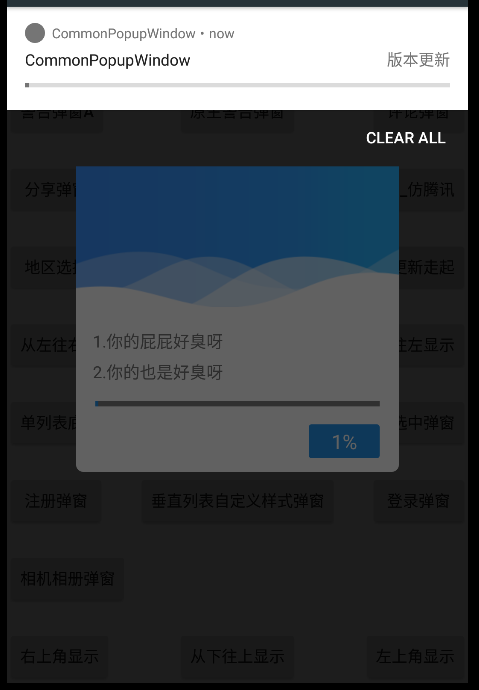 CommonPopupWindow • now
CommonPopupWindow 版本更新
警告弹窗A 原生警告弹窗 评论弹窗
CLEAR ALL
分享弹 仿腾讯
地区选 更新走起
1.你的屁屁好臭呀
从左往右 往左显示
2.你的也是好臭呀
单列表 选中弹窗
1%
注册弹窗 垂直列表自定义样式弹窗 登录弹窗
相机相册弹窗
右上角显示 从下往上显示 左上角显示